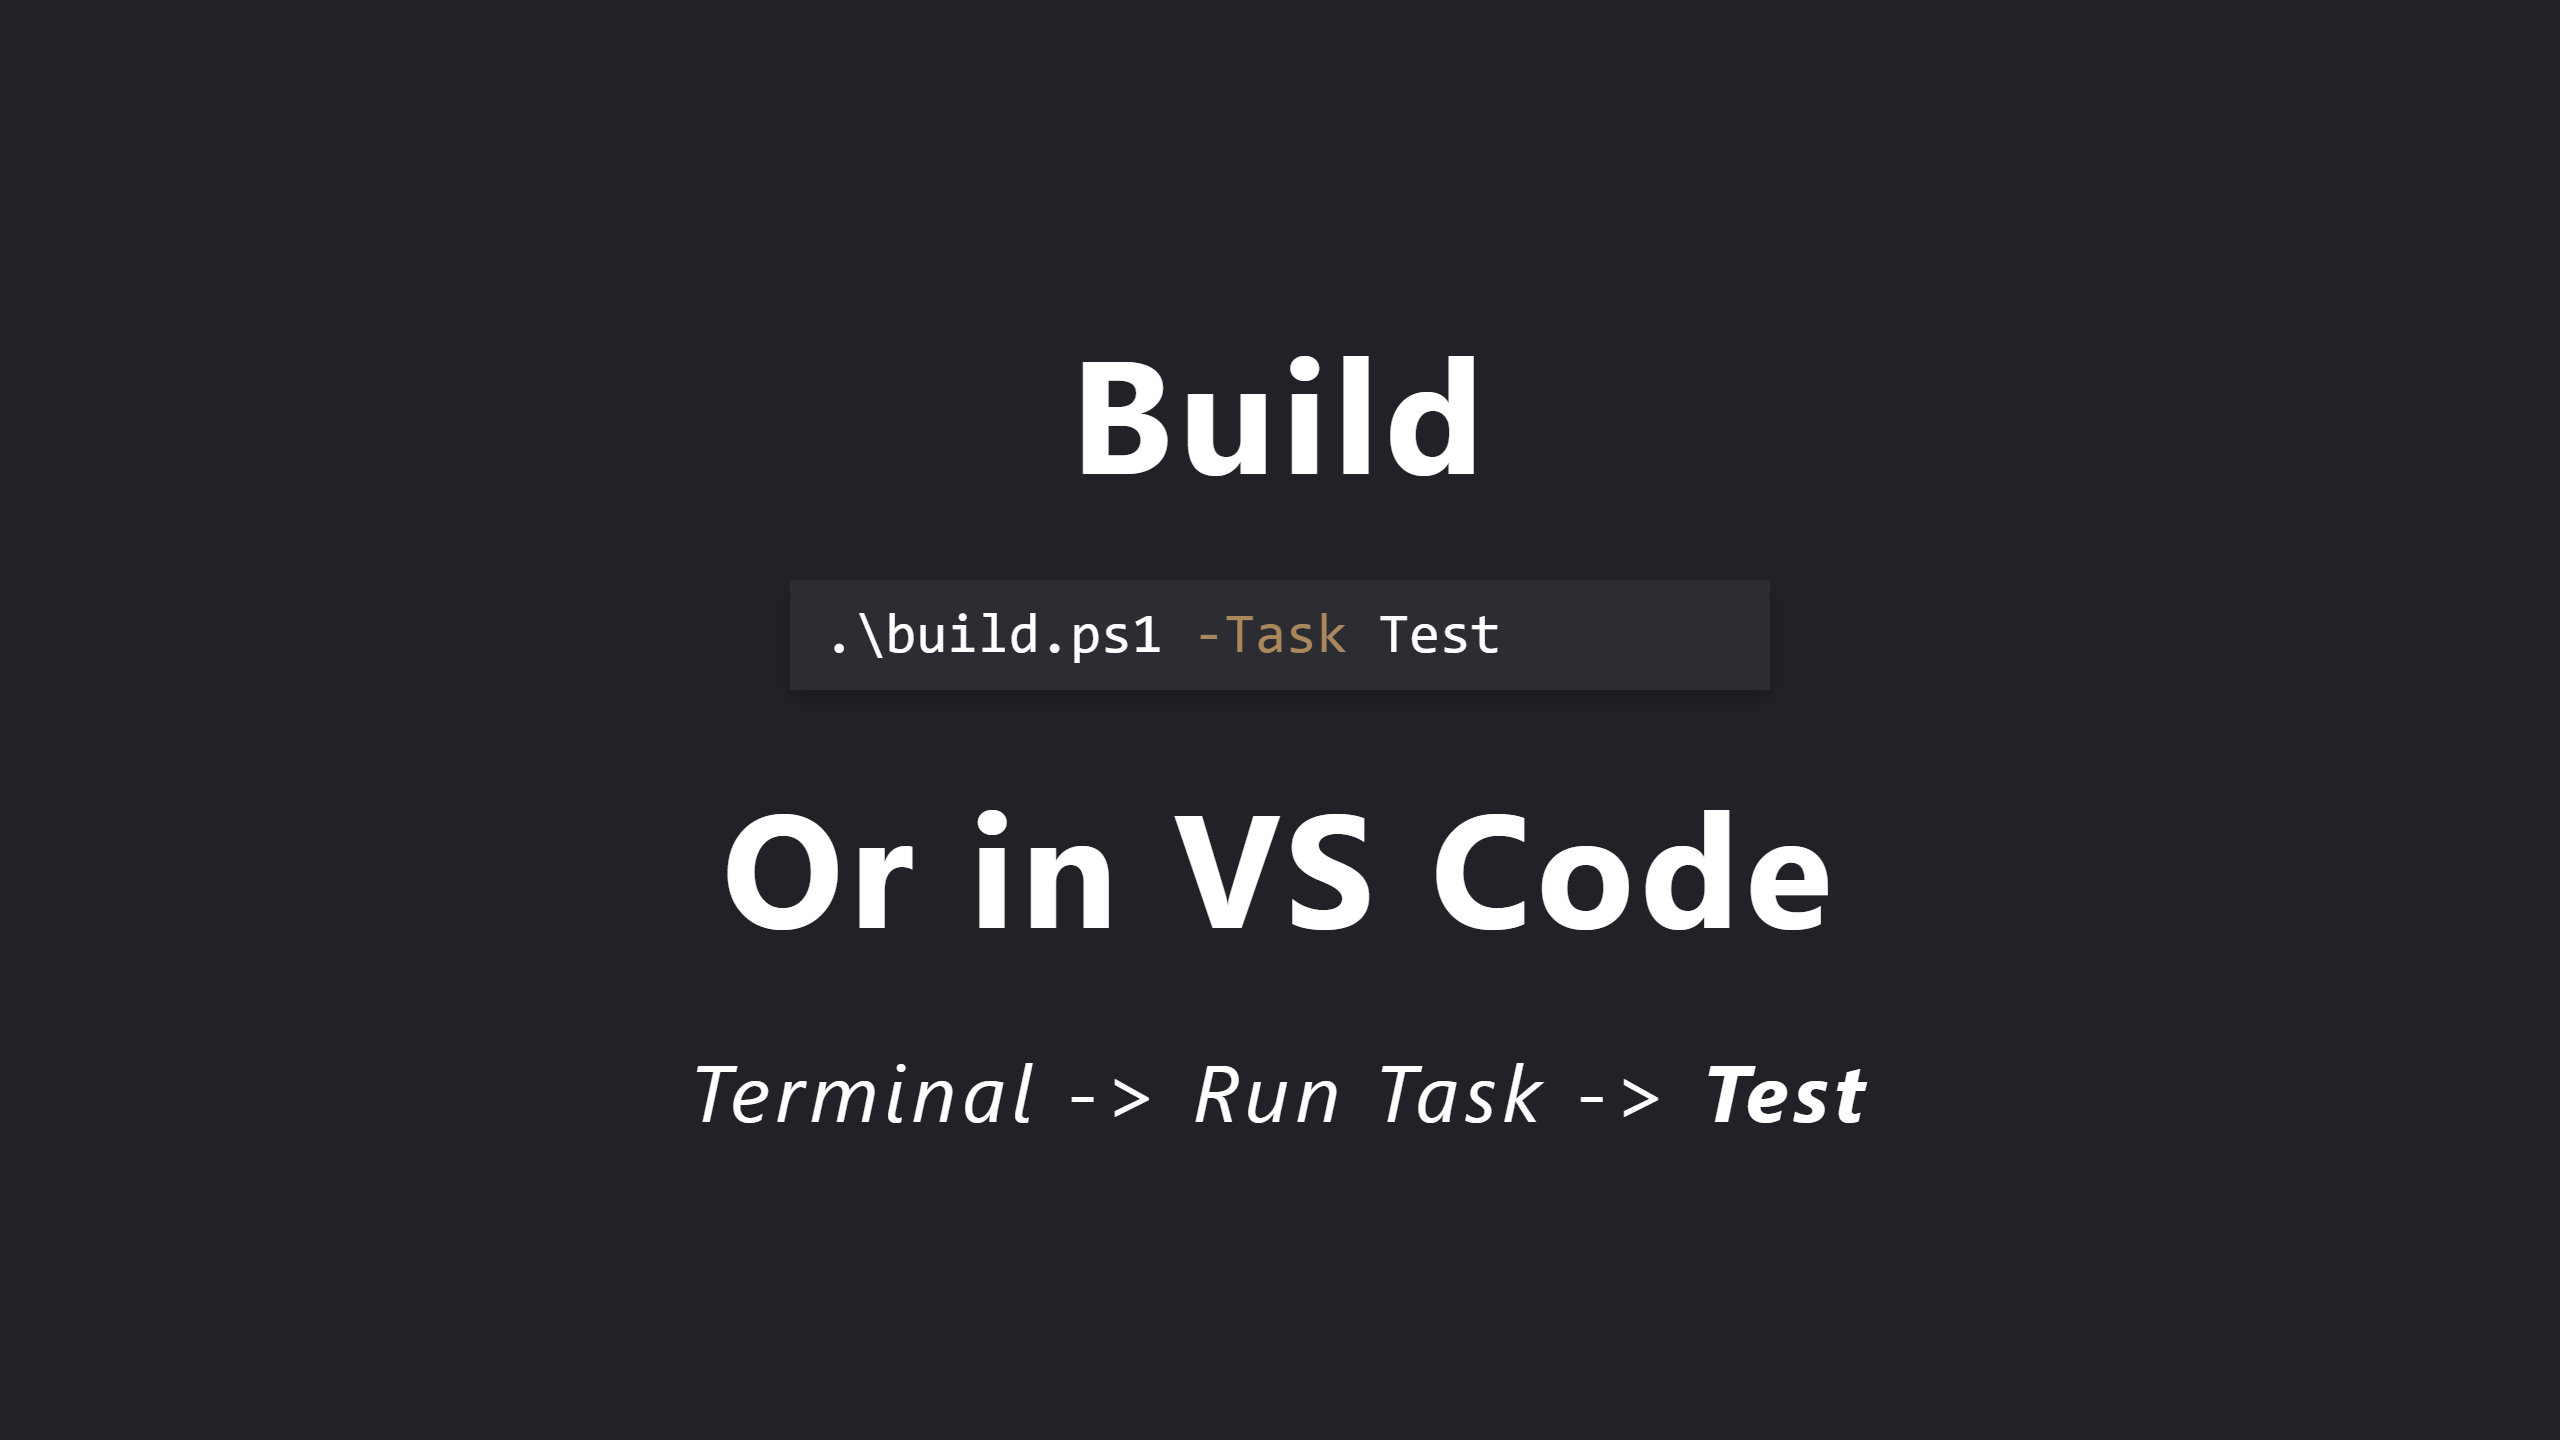 Build
.\build.ps1 -Task Test
Or in VS Code
Terminal -> Run Task -> Test